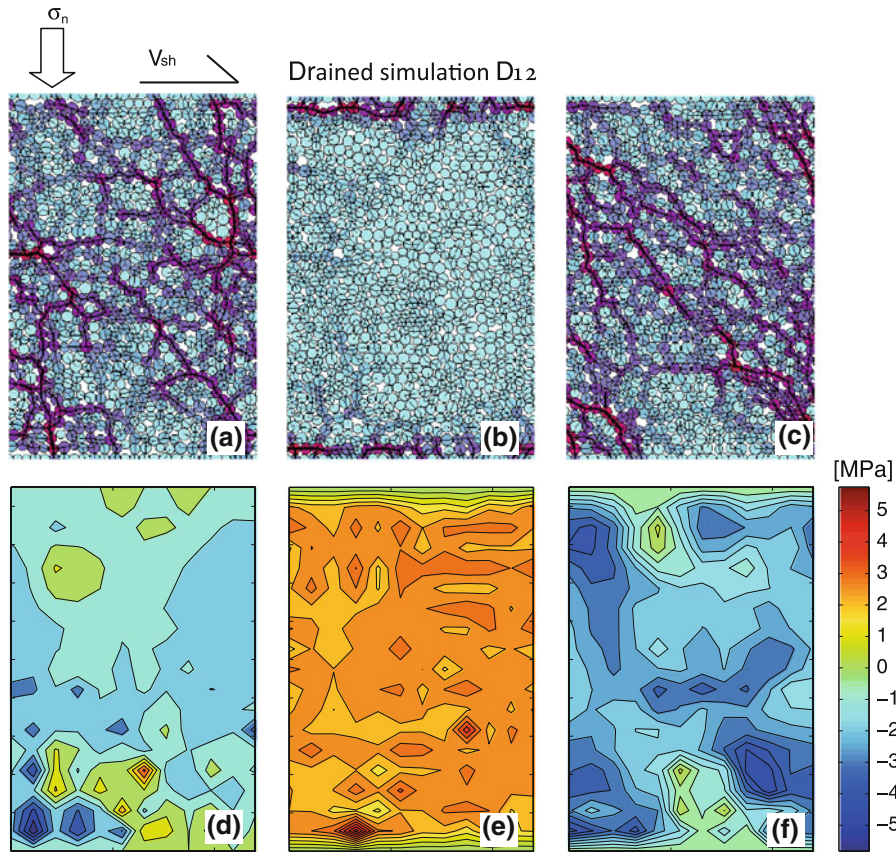 σn
Vsh
Drained simulation D12
(a)
(b)
(c)
[MPa]
5
4
3
2
1
0
−1
−2
−3
−4
−5
(d)
(e)
(f)